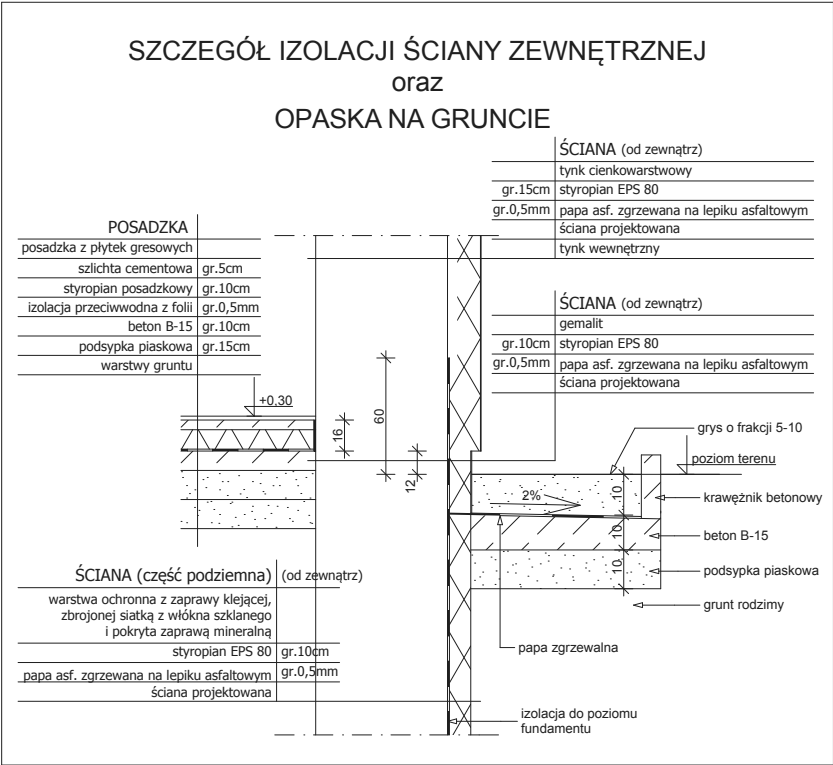 SZCZEGÓŁ IZOLACJI ŚCIANY ZEWNĘTRZNEJ
oraz
OPASKA NA GRUNCIE
ŚCIANA (od zewnątrz)
tynk cienkowarstwowy
gr.15cm styropian EPS 80
gr.0,5mm papa asf. zgrzewana na lepiku asfaltowym
ściana projektowana
tynk wewnętrzny
POSADZKA
posadzka z płytek gresowych
szlichta cementowa gr.5cm
styropian posadzkowy gr.10cm
izolacja przeciwwodna z folii gr.0,5mm
beton B-15 gr.10cm
podsypka piaskowa gr.15cm
warstwy gruntu
ŚCIANA (od zewnątrz)
gemalit
gr.10cm styropian EPS 80
gr.0,5mm papa asf. zgrzewana na lepiku asfaltowym
ściana projektowana
+0.30
60
16
12
grys o frakcji 5-10
poziom terenu
2%
10
krawężnik betonowy
10
beton B-15
10
podsypka piaskowa
grunt rodzimy
papa zgrzewalna
izolacja do poziomu
fundamentu
ŚCIANA (część podziemna) (od zewnątrz)
warstwa ochronna z zaprawy klejącej,
zbrojonej siatką z włókna szklanego
i pokryta zaprawą mineralną
styropian EPS 80 gr.10cm
papa asf. zgrzewana na lepiku asfaltowym gr.0,5mm
ściana projektowana